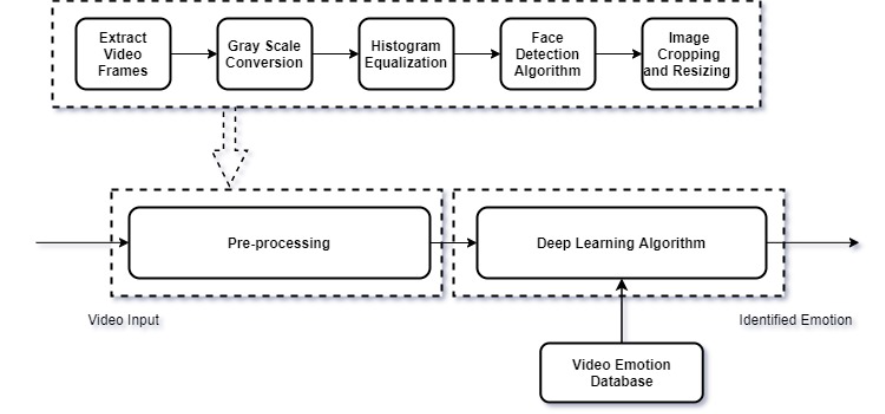 Extract
Video
Frames
Gray Scale
Conversion
Histogram
Equalization
Face
Detection
Algorithm
Image
Cropping
and Resizing
Pre-processing
Deep Learning Algorithm
Video Input
Identified Emotion
Video Emotion
Database